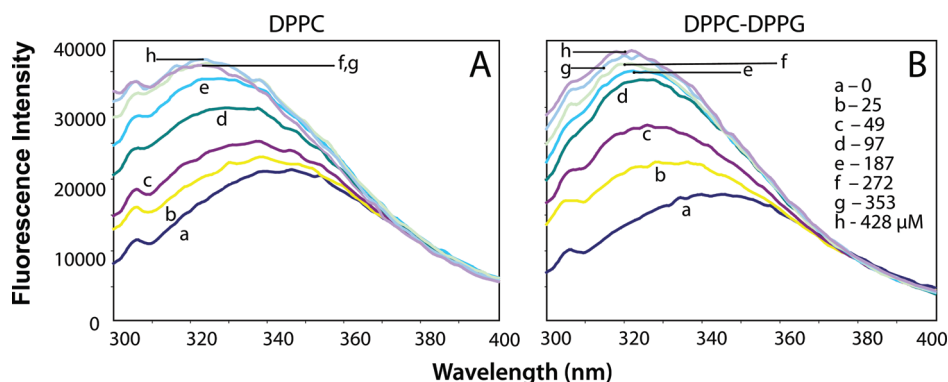 DPPC
DPPC-DPPG
Fluorescence Intensity
40000
30000
20000
10000
0
A
h
f,g
e
d
c
b
a
300
320
340
360
380
400
B
h
g
f
e
d
c
b
a
a – 0
b – 25
c – 49
d – 97
e – 187
f – 272
g – 353
h - 428 µM
300
320
340
360
380
400
Wavelength (nm)